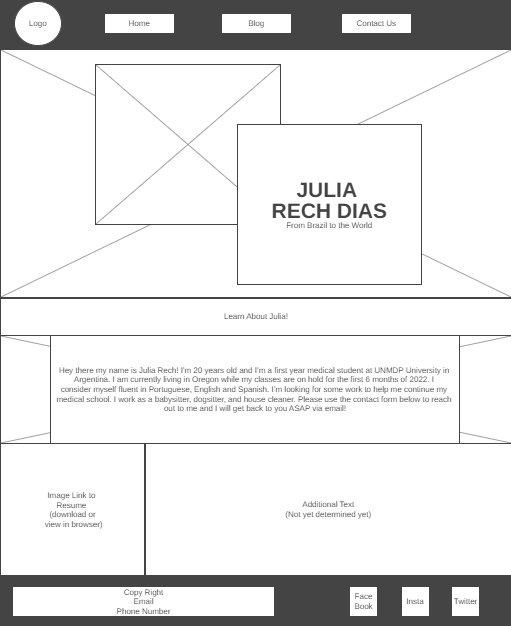 Logo
Home
Blog
Contact Us
JULIA
RECH DIAS
From Brazil to the World
Learn About Julia!
Hey there my name is Julia Rech! I'm 20 years old and I'm a first year medical student at UNMDP University in
Argentina. I am currently living in Oregon while my classes are on hold for the first 6 months of 2022. I
consider myself fluent in Portuguese, English and Spanish. I'm looking for some work to help me continue my
medical school. I work as a babysitter, dogsitter, and house cleaner. Please use the contact form below to reach
out to me and I will get back to you ASAP via email!
Image Link to
Resume
(download or
view in browser)
Additional Text
(Not yet determined yet)
Copy Right
Email
Phone Number
Face
Book
Insta
Twitter